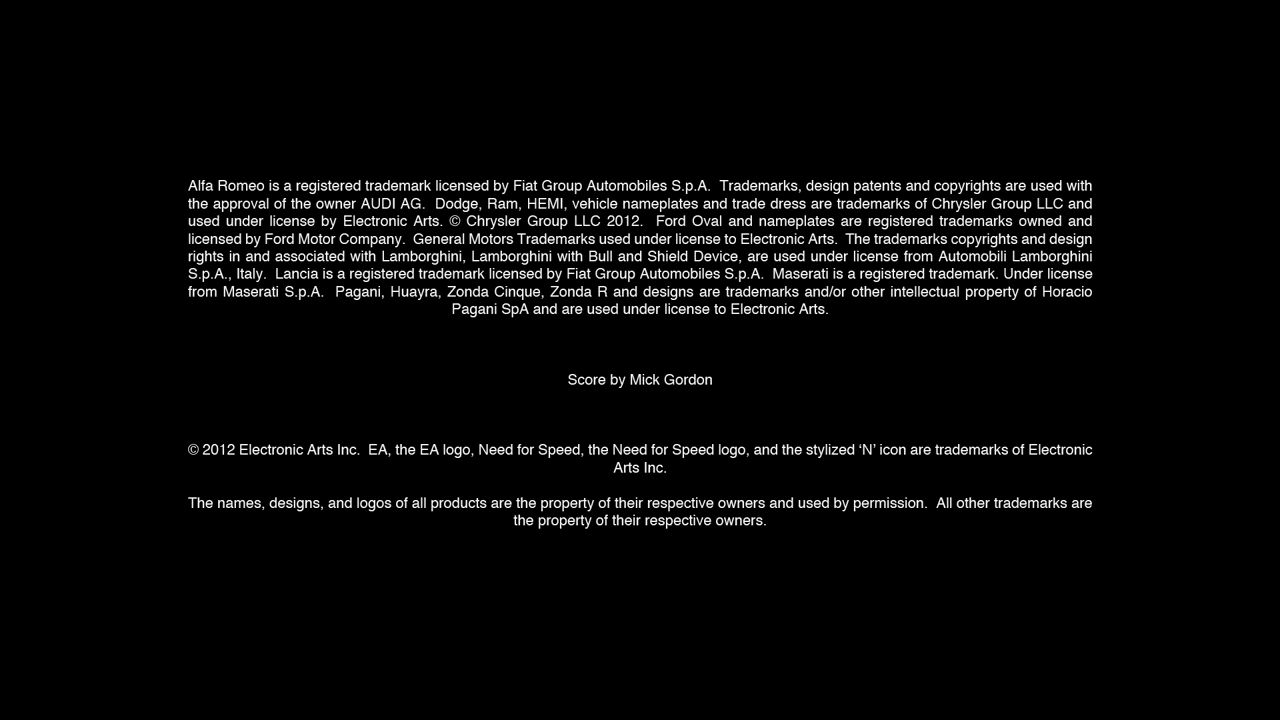 Alfa Romeo is a registered trademark licensed by Fiat Group Automobiles S.p.A.  Trademarks, design patents and copyrights are used with
the approval of the owner AUDI AG.  Dodge, Ram, HEMI, vehicle nameplates and trade dress are trademarks of Chrysler Group LLC and
used under license by Electronic Arts. © Chrysler Group LLC 2012.  Ford Oval and nameplates are registered trademarks owned and
licensed by Ford Motor Company.  General Motors Trademarks used under license to Electronic Arts.  The trademarks copyrights and design
rights in and associated with Lamborghini, Lamborghini with Bull and Shield Device, are used under license from Automobili Lamborghini
S.p.A., Italy.  Lancia is a registered trademark licensed by Fiat Group Automobiles S.p.A.  Maserati is a registered trademark. Under license
from Maserati S.p.A.  Pagani, Huayra, Zonda Cinque, Zonda R and designs are trademarks and/or other intellectual property of Horacio
Pagani SpA and are used under license to Electronic Arts.
Score by Mick Gordon
© 2012 Electronic Arts Inc.  EA, the EA logo, Need for Speed, the Need for Speed logo, and the stylized ‘N’ icon are trademarks of Electronic
Arts Inc.
The names, designs, and logos of all products are the property of their respective owners and used by permission.  All other trademarks are
the property of their respective owners.